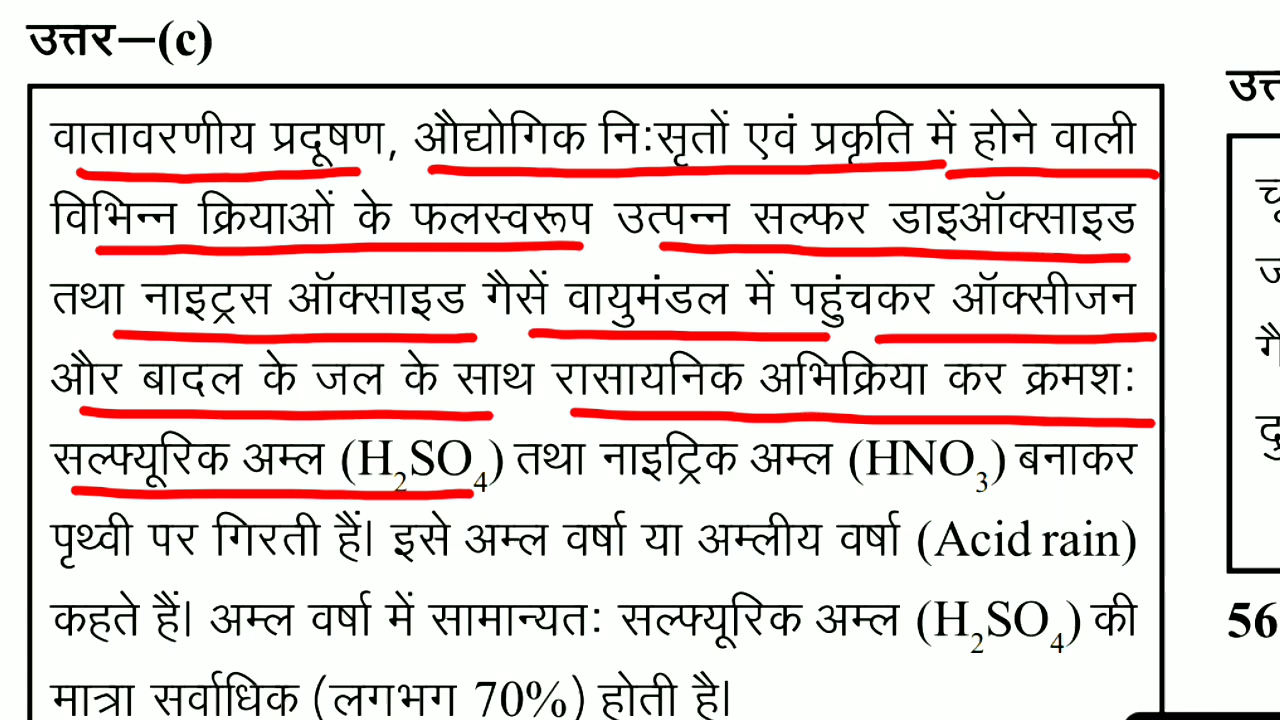 उत्तर—(c)
वातावरणीय प्रदूषण, औद्योगिक नि:सृतों एवं प्रकृति में होने वाली
विभिन्न क्रियाओं के फलस्वरूप उत्पन्न सल्फर डाइऑक्साइड
तथा नाइट्रस ऑक्साइड गैसें वायुमंडल में पहुंचकर ऑक्सीजन
और बादल के जल के साथ रासायनिक अभिक्रिया कर क्रमश:
सल्फ्यूरिक अम्ल (H₂SO₄) तथा नाइट्रिक अम्ल (HNO₃) बनाकर
पृथ्वी पर गिरती हैं। इसे अम्ल वर्षा या अम्लीय वर्षा (Acid rain)
कहते हैं। अम्ल वर्षा में सामान्यत: सल्फ्यूरिक अम्ल (H₂SO₄) की
मात्रा सर्वाधिक (लगभग 70%) होती है।
56